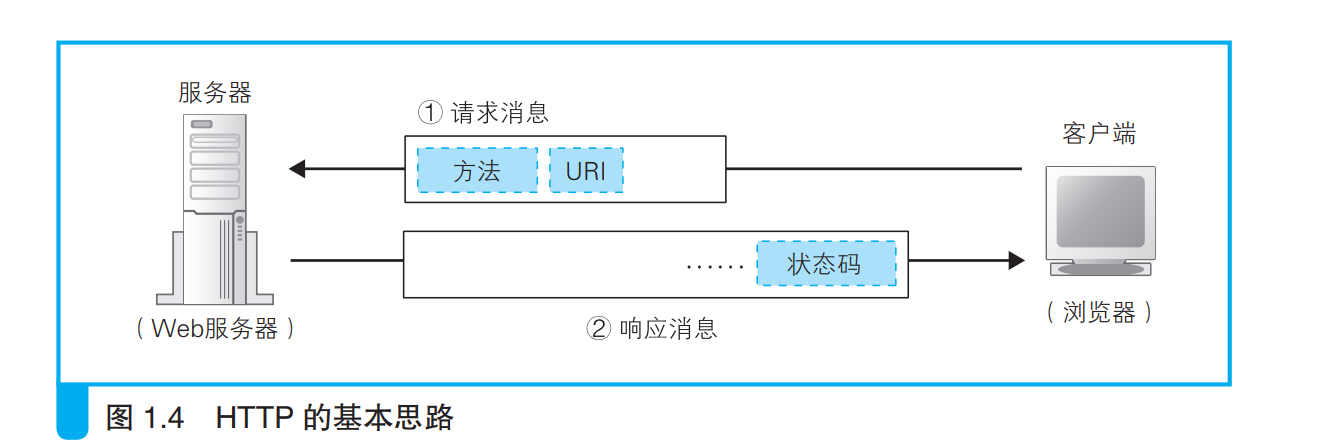 服务器
① 请求消息
客户端
方法
URI
…… 状态码
(Web服务器)
② 响应消息
(浏览器)
图 1.4 HTTP 的基本思路